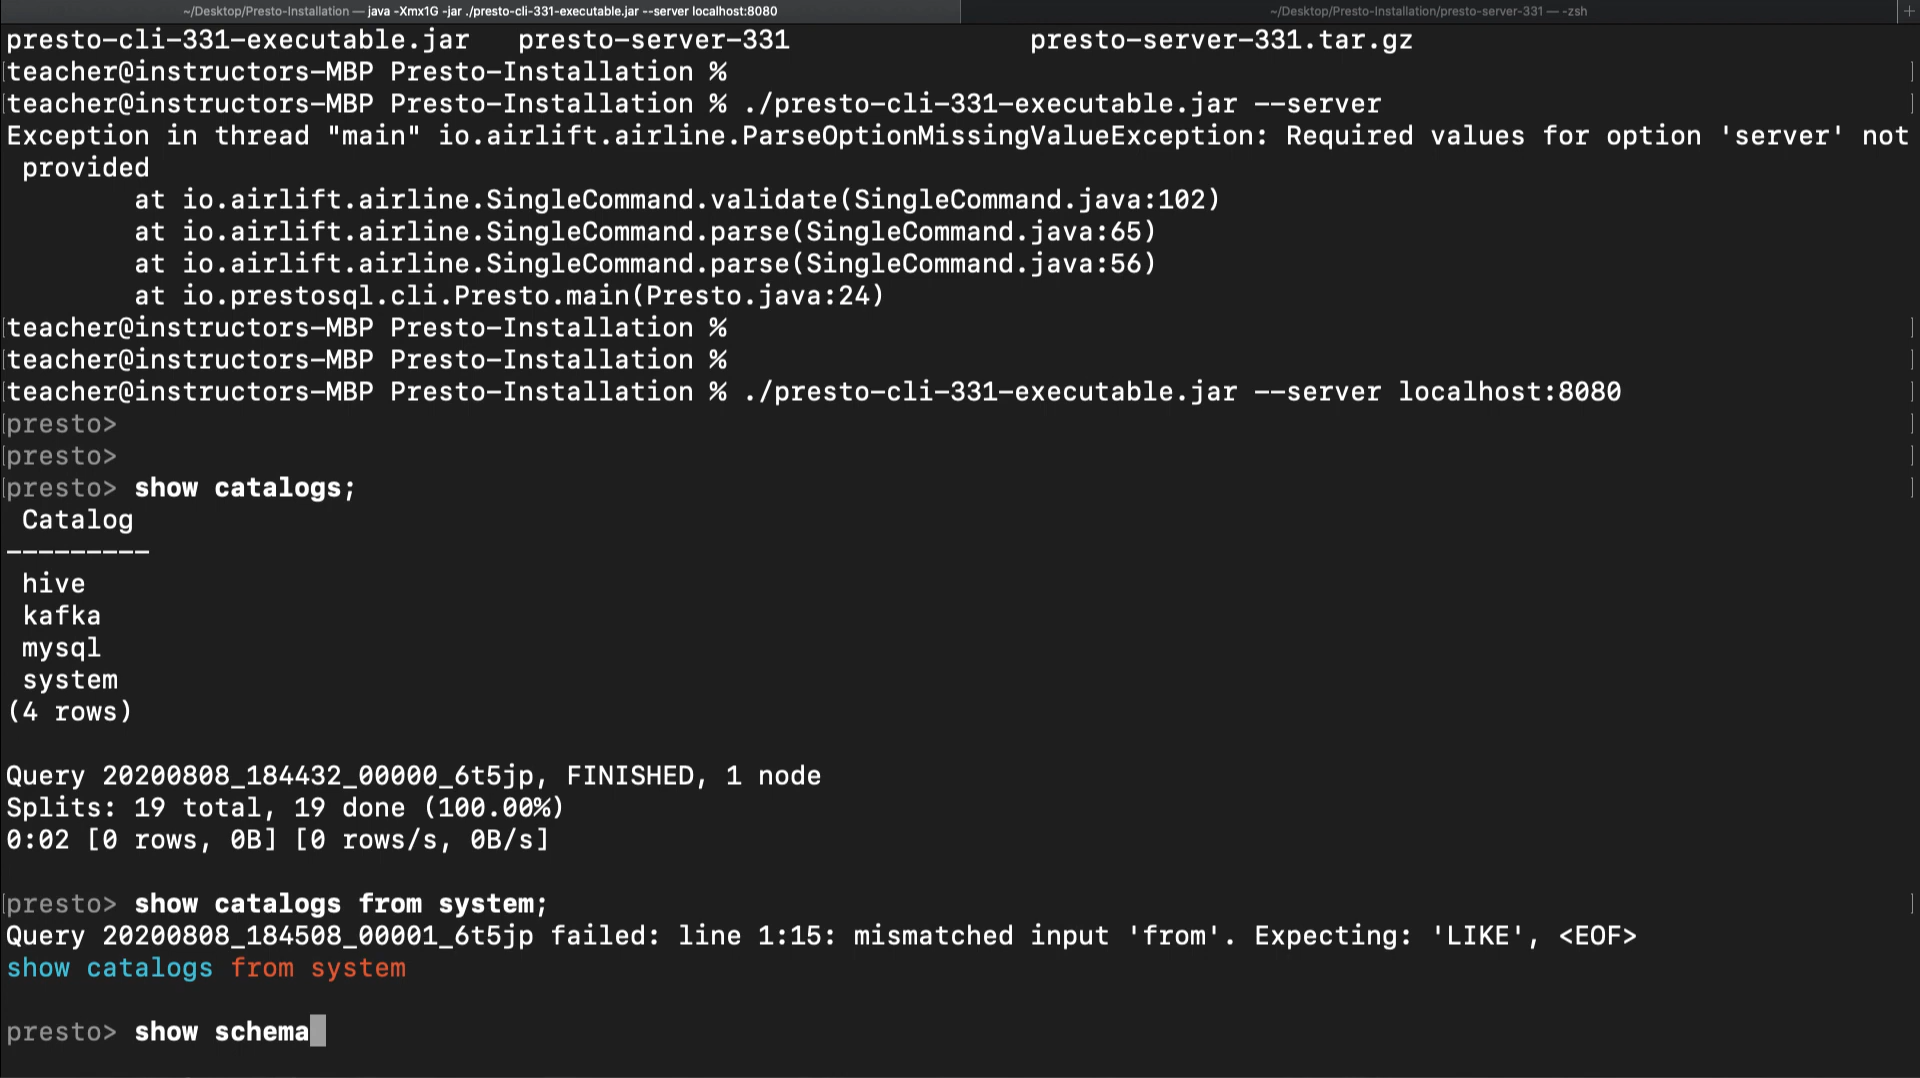 ~/Desktop/Presto-Installation — java -Xmx1G -jar ./presto-cli-331-executable.jar --server localhost:8080
~/Desktop/Presto-Installation/presto-server-331 — -zsh
+
presto-cli-331-executable.jar   presto-server-331               presto-server-331.tar.gz
teacher@instructors-MBP Presto-Installation %
teacher@instructors-MBP Presto-Installation % ./presto-cli-331-executable.jar --server
Exception in thread "main" io.airlift.airline.ParseOptionMissingValueException: Required values for option 'server' not
 provided
        at io.airlift.airline.SingleCommand.validate(SingleCommand.java:102)
        at io.airlift.airline.SingleCommand.parse(SingleCommand.java:65)
        at io.airlift.airline.SingleCommand.parse(SingleCommand.java:56)
        at io.prestosql.cli.Presto.main(Presto.java:24)
teacher@instructors-MBP Presto-Installation %
teacher@instructors-MBP Presto-Installation %
teacher@instructors-MBP Presto-Installation % ./presto-cli-331-executable.jar --server localhost:8080
presto>
presto>
presto> show catalogs;
 Catalog
---------
 hive
 kafka
 mysql
 system
(4 rows)

Query 20200808_184432_00000_6t5jp, FINISHED, 1 node
Splits: 19 total, 19 done (100.00%)
0:02 [0 rows, 0B] [0 rows/s, 0B/s]

presto> show catalogs from system;
Query 20200808_184508_00001_6t5jp failed: line 1:15: mismatched input 'from'. Expecting: 'LIKE', <EOF>
show catalogs from system

presto> show schema